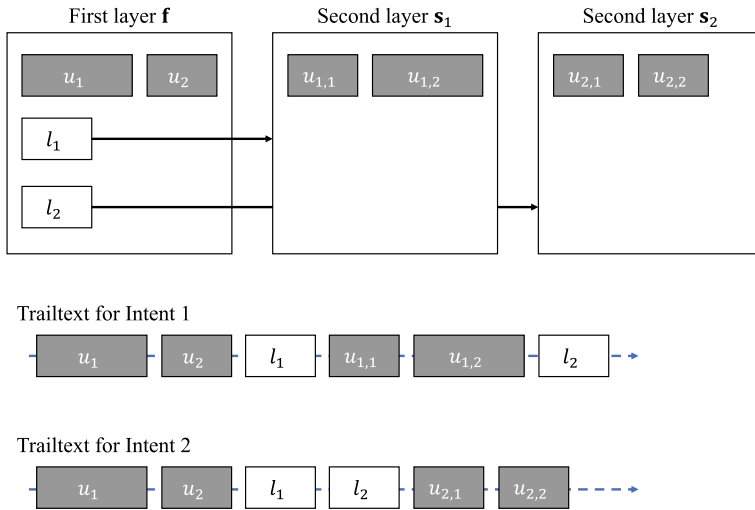 First layer f
Second layer s₁
Second layer s₂
u₁ u₂
u₁,₁ u₁,₂
u₂,₁ u₂,₂
l₁
l₂
Trailtext for Intent 1
u₁ u₂ l₁ u₁,₁ u₁,₂ l₂
Trailtext for Intent 2
u₁ u₂ l₁ l₂ u₂,₁ u₂,₂